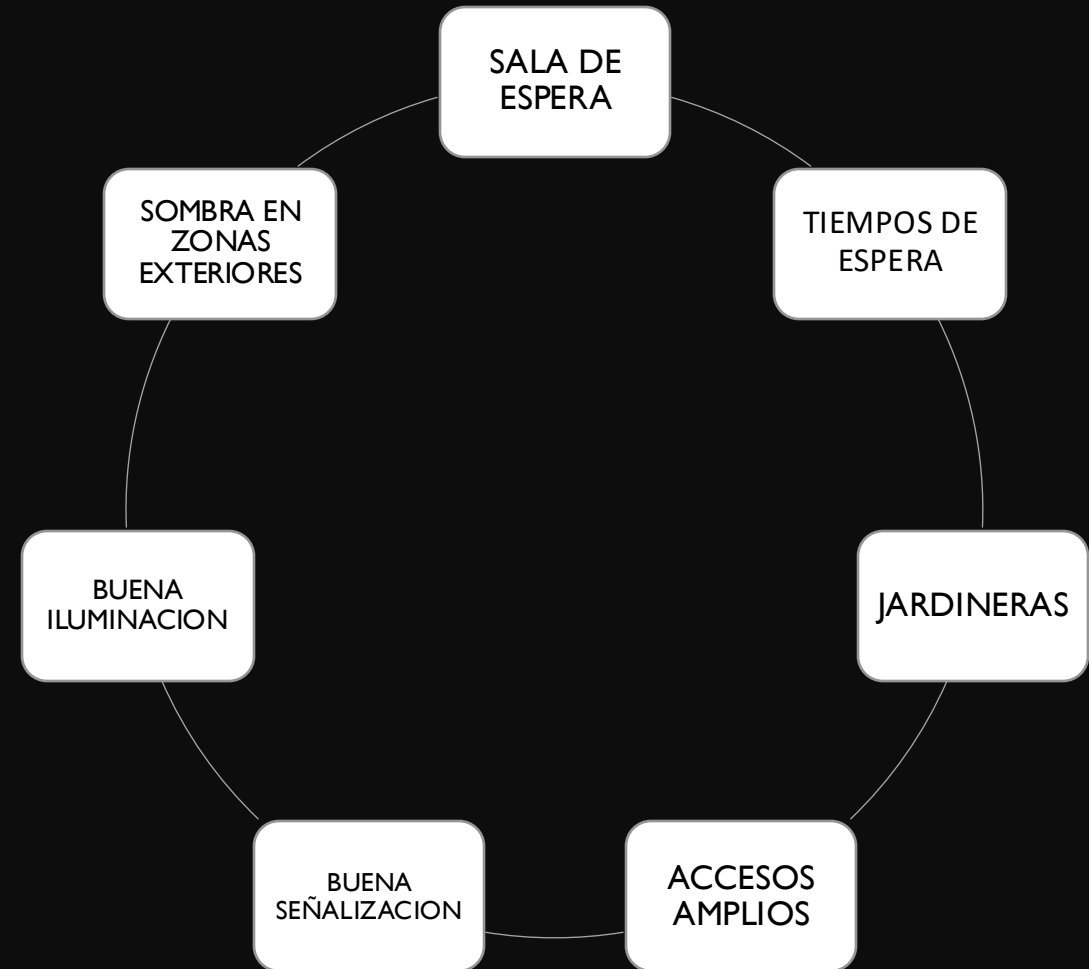 SALA DE
ESPERA
TIEMPOS DE
ESPERA
JARDINERAS
ACCESOS
AMPLIOS
BUENA
SEÑALIZACION
BUENA
ILUMINACION
SOMBRA EN
ZONAS
EXTERIORES